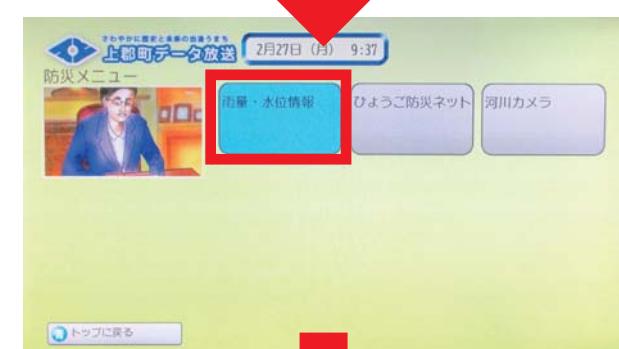 さわやかに歴史と未来の出逢うまち
上郡町データ放送
2月27日 (月) 9:37
防災メニュー
雨量・水位情報
ひょうご防災ネット
河川カメラ
トップに戻る